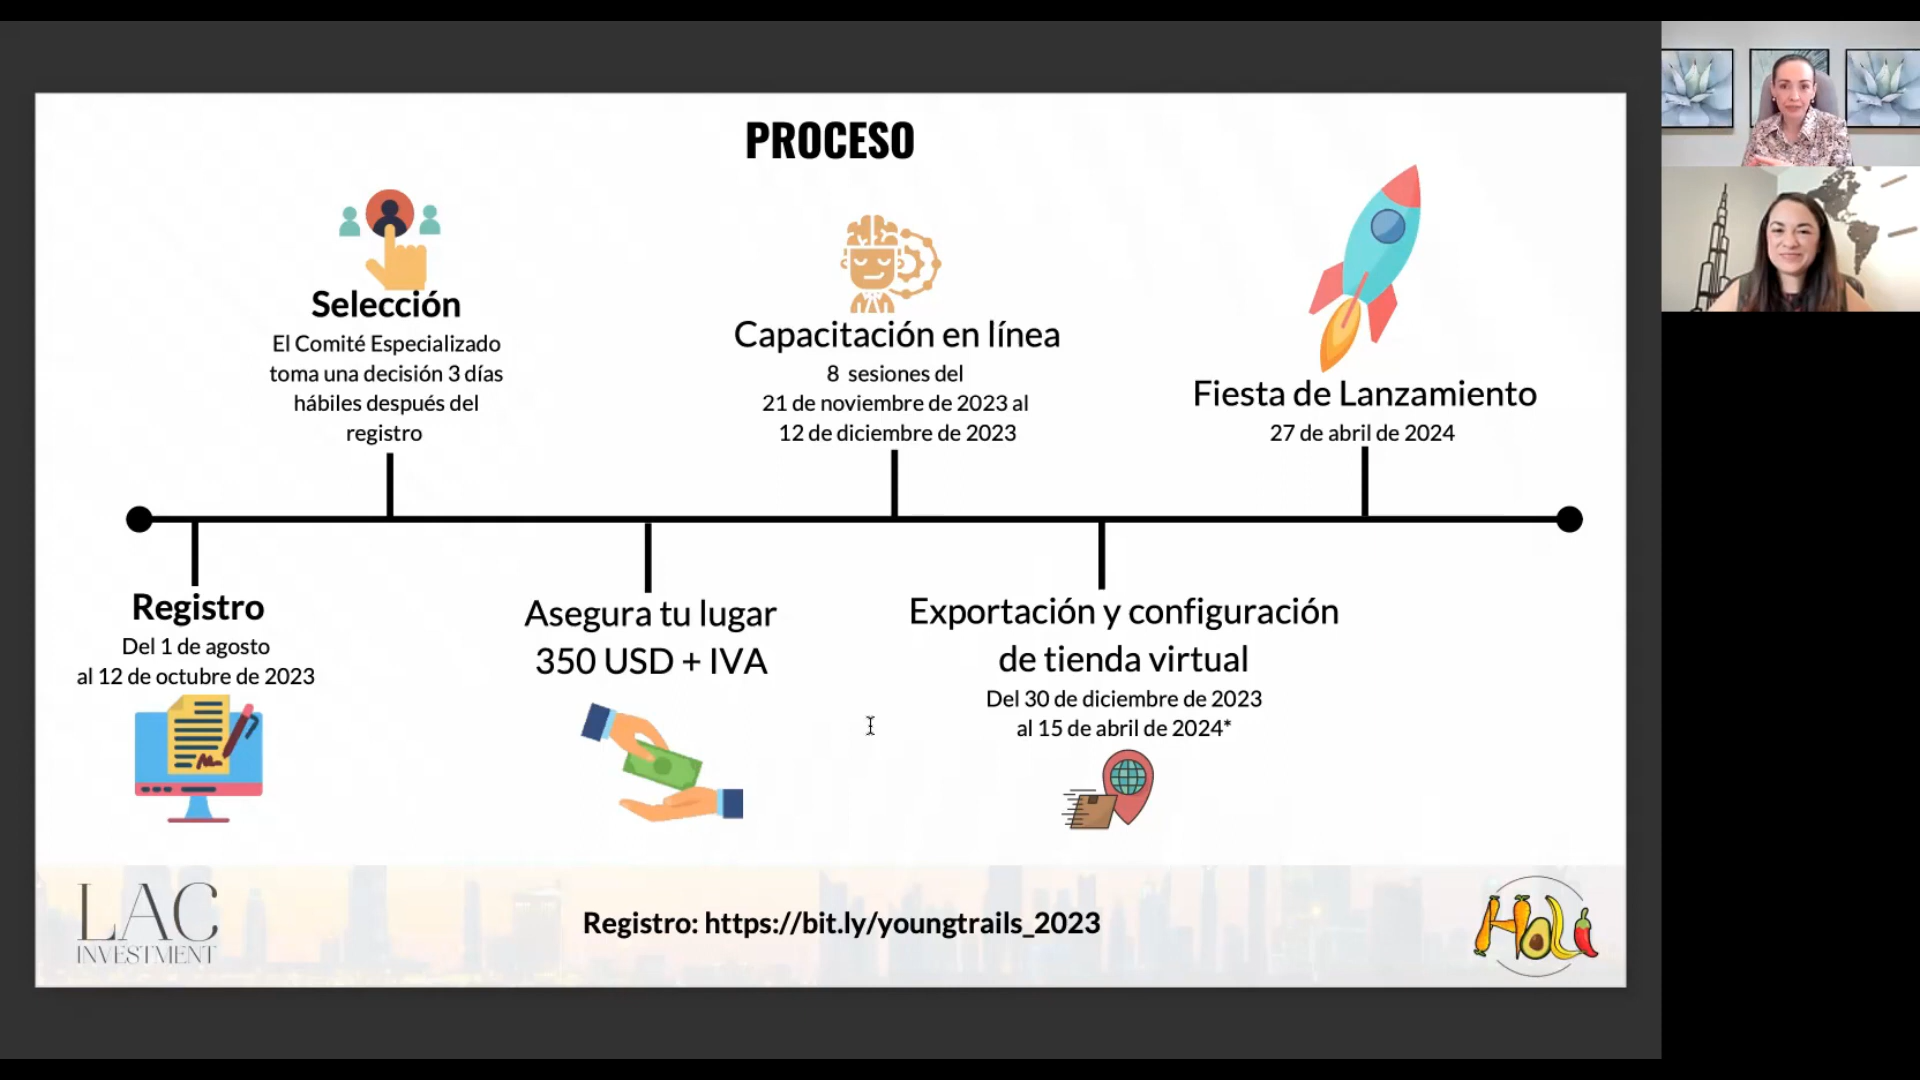 PROCESO
Selección
El Comité Especializado
toma una decisión 3 días
hábiles después del
registro
Capacitación en línea
8 sesiones del
21 de noviembre de 2023 al
12 de diciembre de 2023
Fiesta de Lanzamiento
27 de abril de 2024
Registro
Del 1 de agosto
al 12 de octubre de 2023
Asegura tu lugar
350 USD + IVA
Exportación y configuración
de tienda virtual
Del 30 de diciembre de 2023
al 15 de abril de 2024*
LAC
INVESTMENT
Registro: https://bit.ly/youngtrails_2023
HOLi